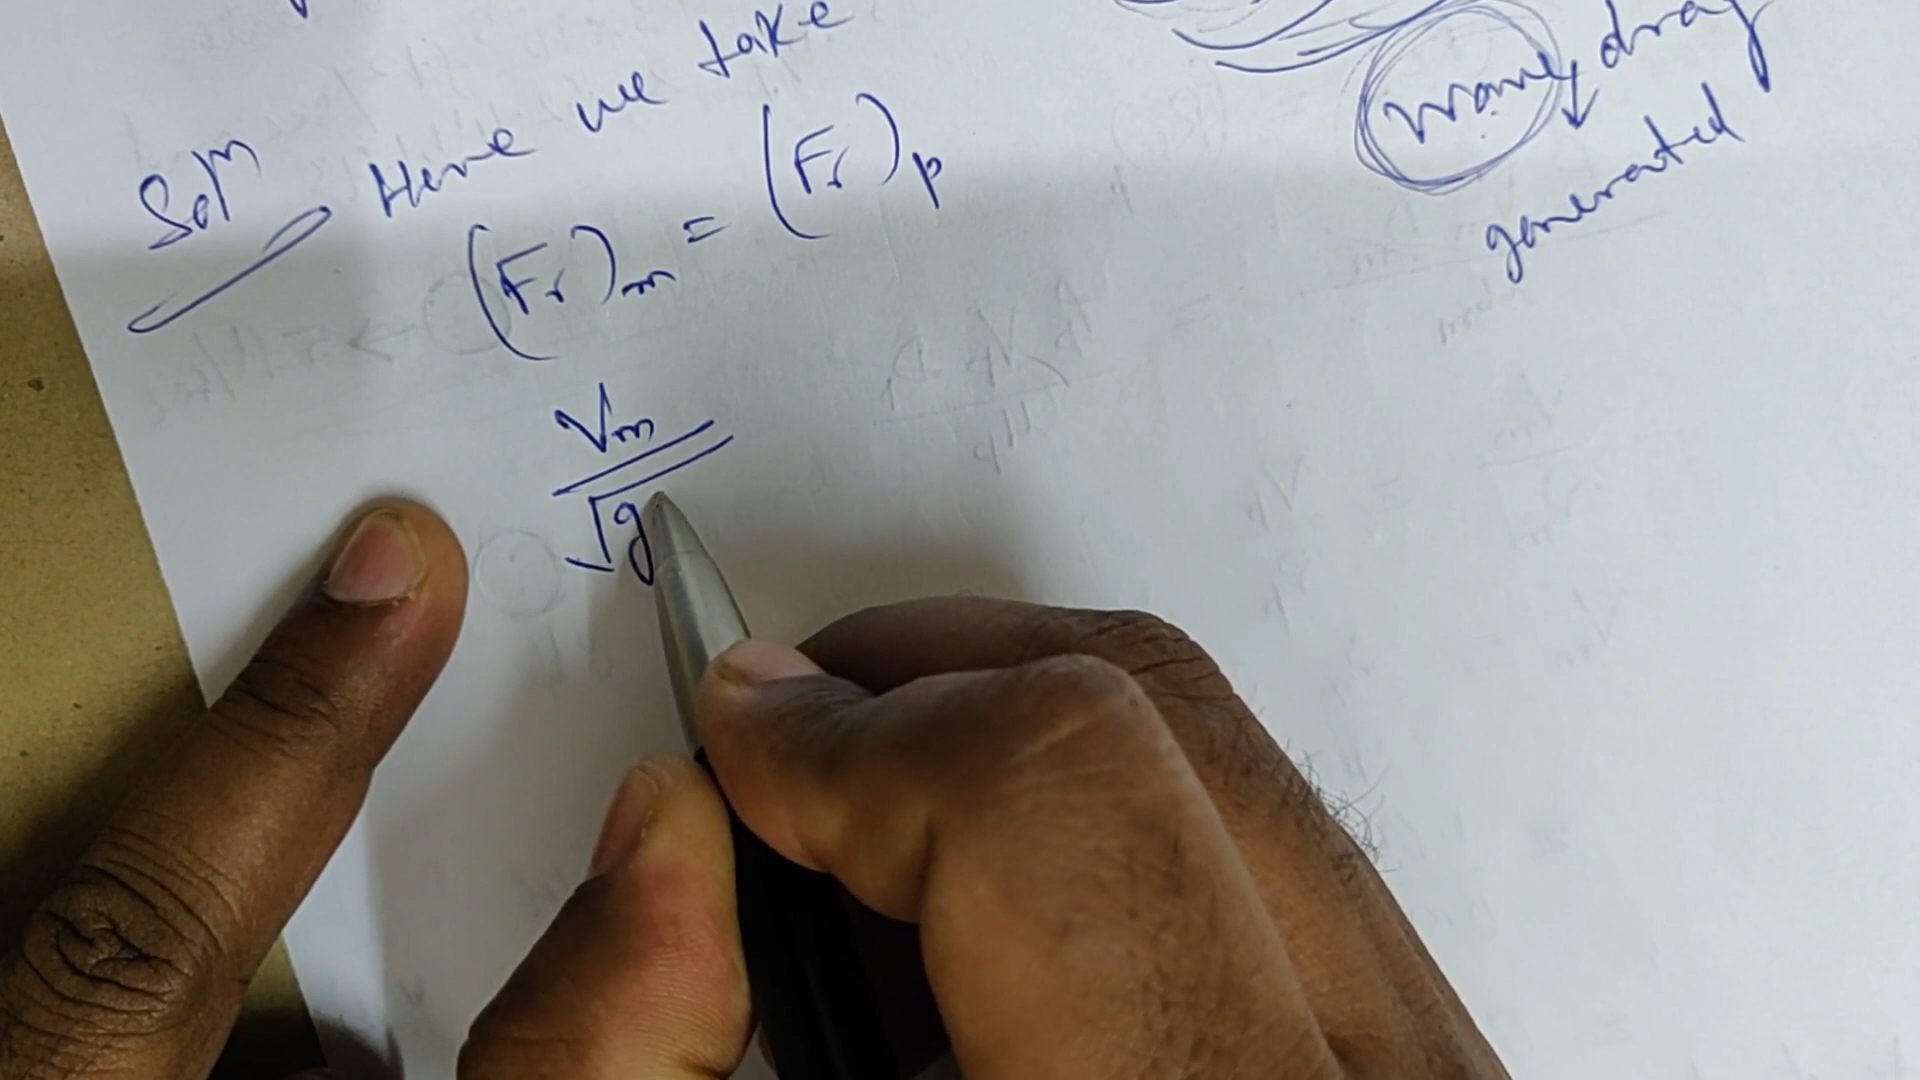 Solⁿ Here we take
(Fr)m = (Fr)p
Vm
√g
Wave drag
↓
generated